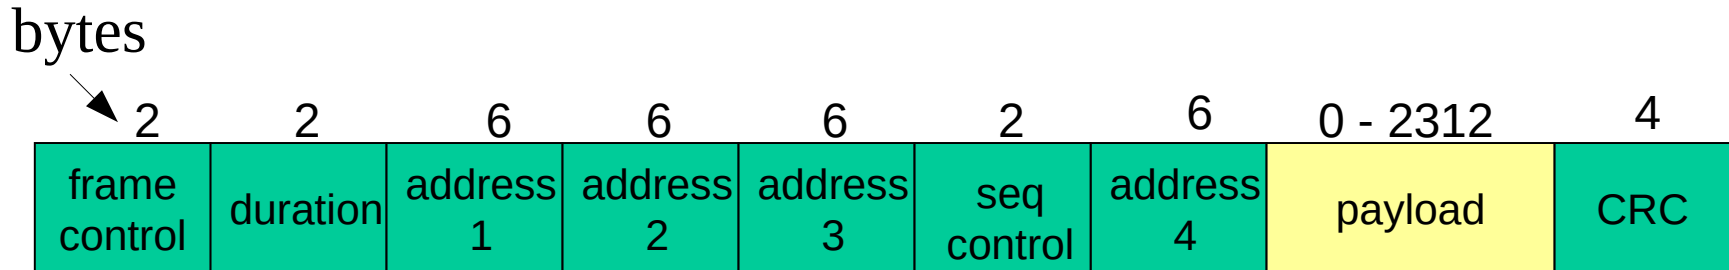 bytes
2 2 6 6 6 2 6 0 - 2312 4
frame control duration address 1 address 2 address 3 seq control address 4 payload CRC